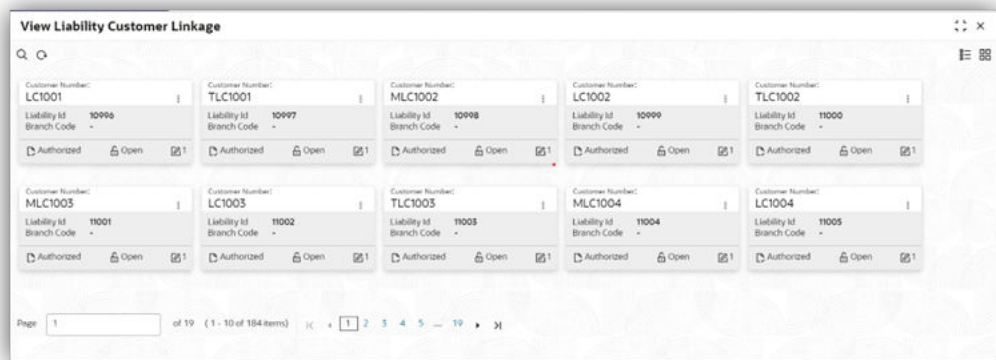 View Liability Customer Linkage
Customer Number: Customer Number: Customer Number: Customer Number: Customer Number:
LC1001 TLC1001 MLC1002 LC1002 TLC1002
Liability Id 10996 Liability Id 10997 Liability Id 10998 Liability Id 10999 Liability Id 11000
Branch Code - Branch Code - Branch Code - Branch Code - Branch Code -
Authorized Open 1 Authorized Open 1 Authorized Open 1 Authorized Open 1 Authorized Open 1
Customer Number: Customer Number: Customer Number: Customer Number: Customer Number:
MLC1003 LC1003 TLC1003 MLC1004 LC1004
Liability Id 11001 Liability Id 11002 Liability Id 11003 Liability Id 11004 Liability Id 11005
Branch Code - Branch Code - Branch Code - Branch Code - Branch Code -
Authorized Open 1 Authorized Open 1 Authorized Open 1 Authorized Open 1 Authorized Open 1
Page 1 of 19 (1 - 10 of 184 items) 1 2 3 4 5 ... 19